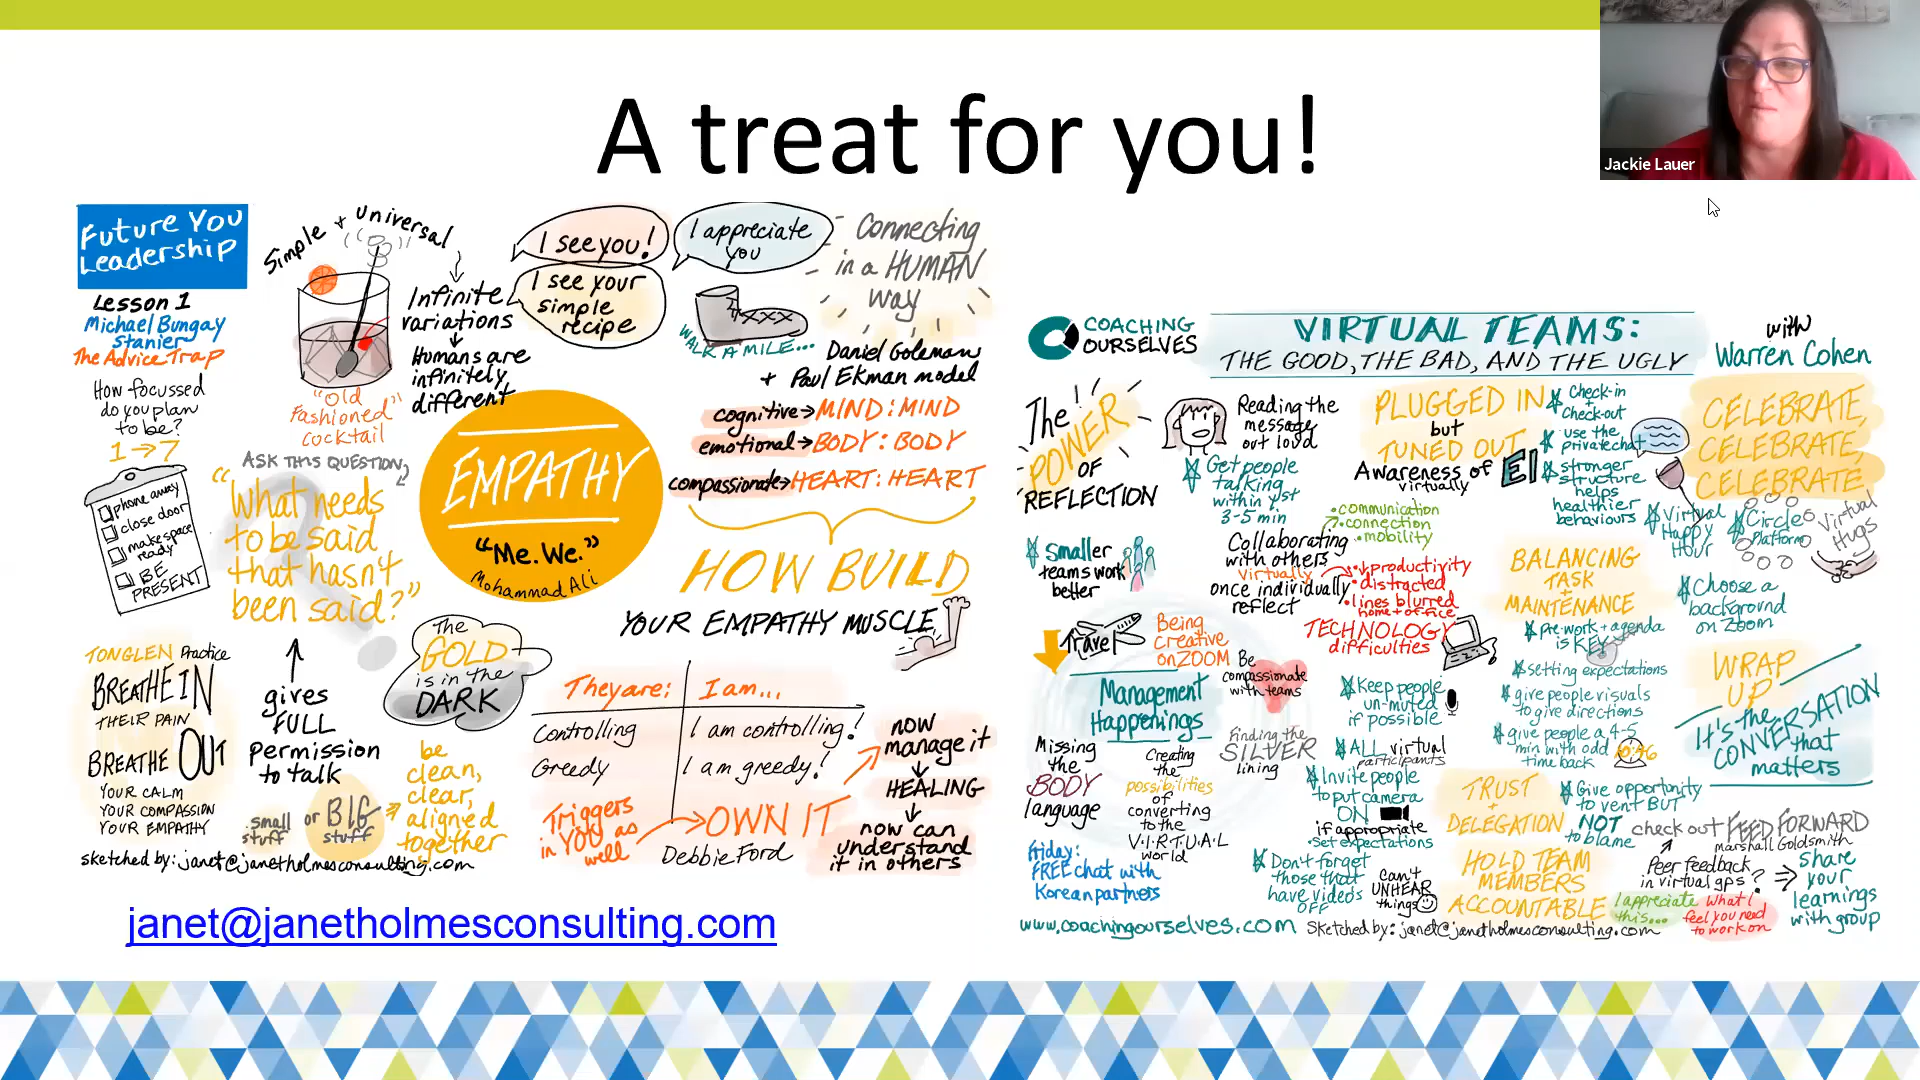 A treat for you!
Jackie Lauer
Future You
Leadership
Lesson 1
Michael Bungay
Stanier
The Advice Trap
How focussed
do you plan
to be?
1 → 7
phone away
close door
make space
ready
BE
PRESENT
TONGLEN Practice
BREATHE IN
THEIR PAIN
BREATHE OUT
YOUR CALM
YOUR COMPASSION
YOUR EMPATHY
sketched by: janet@janetholmesconsulting.com
Simple + universal
"Old
Fashioned"
cocktail
Infinite
variations
Humans are
infinitely
different
ASK THIS QUESTION
"What needs
to be said
that hasn't
been said?"
gives
FULL
permission
to talk
small
stuff
or BIG
stuff
The
GOLD
is in the
DARK
be
clean,
clear,
aligned
together
I see you!
I see your
simple
recipe
I appreciate
you
WALK A MILE...
Connecting
in a HUMAN
way
Daniel Goleman
+ Paul Ekman model
cognitive → MIND : MIND
emotional → BODY : BODY
compassionate → HEART : HEART
EMPATHY
"Me. We."
Mohammad Ali
HOW BUILD
YOUR EMPATHY MUSCLE
They are: I am...
Controlling I am controlling!
Greedy I am greedy!
Triggers
in YOU as
well
OWN IT
Debbie Ford
now
manage it
HEALING
now can
understand
it in others
janet@janetholmesconsulting.com
COACHING
OURSELVES
VIRTUAL TEAMS:
THE GOOD, THE BAD, AND THE UGLY
with
Warren Cohen
The
POWER
OF
REFLECTION
Smaller
teams work
better
Travel
Being
creative
on ZOOM
Management
Happenings
Missing
the
BODY
language
Creating
the
possibilities
of
converting
to the
V.I.R.T.U.A.L
world
Friday:
FREE chat with
Korean partners
www.coachingourselves.com
Reading the
message
out loud
Get people
talking
within 1st
3-5 min
Collaborating
with others
virtually
once individually
reflect
communication
connection
mobility
productivity
distracted
lines blurred
home + office
TECHNOLOGY
difficulties
Be
compassionate
with teams
Finding the
SILVER
lining
Keep people
un-muted
if possible
ALL virtual
participants
Invite people
to put camera
ON
if appropriate
Set expectations
Don't forget
those that
have videos
OFF
Can't
UNHEAR
things
PLUGGED IN
but
TUNED OUT
Awareness of EI
virtually
Check-in
+
check-out
use the
private chat
stronger
structure
helps
healthier
behaviours
BALANCING
TASK
+
MAINTENANCE
Pre-work + agenda
is KEY
setting expectations
give people visuals
to give directions
give people a 4-5
min with odd
time back
TRUST
+
DELEGATION
HOLD TEAM
MEMBERS
ACCOUNTABLE
Give opportunity
to vent BUT
NOT
to blame
CELEBRATE,
CELEBRATE,
CELEBRATE
Virtual
Happy
Hour
Circle
Platform
Virtual
Hugs
Choose a
background
on Zoom
WRAP
UP
It's the
CONVERSATION
that
matters
check out FEED FORWARD
Marshall Goldsmith
Peer feedback
in virtual gps?
I appreciate
this...
What I
feel you need
to work on
share
your
learnings
with group
Sketched by: janet@janetholmesconsulting.com